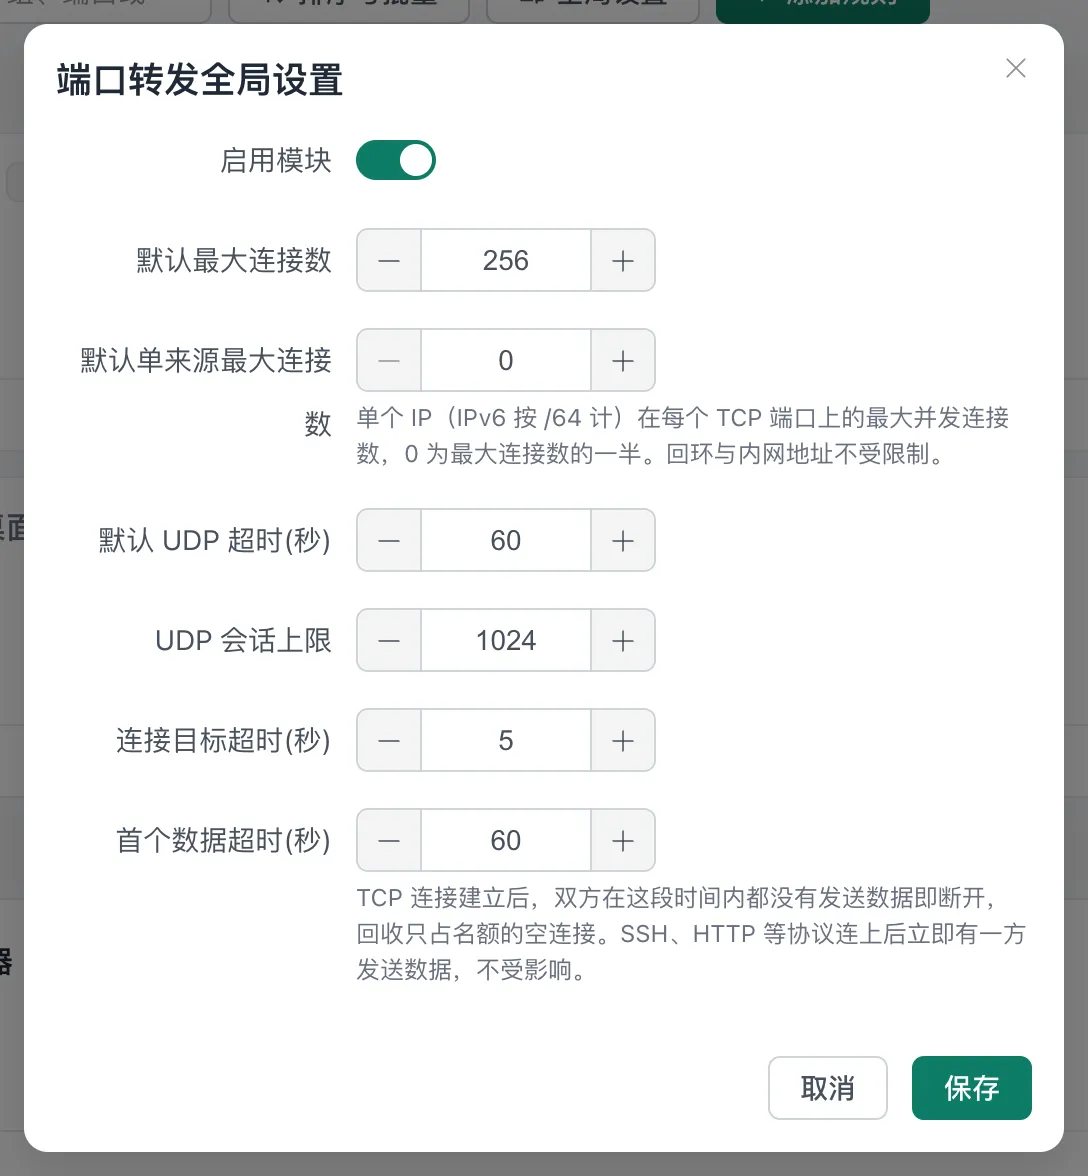 端口转发全局设置
启用模块
默认最大连接数
256
默认单来源最大连接
数
0
单个 IP（IPv6 按 /64 计）在每个 TCP 端口上的最大并发连接
数，0 为最大连接数的一半。回环与内网地址不受限制。
默认 UDP 超时(秒)
60
UDP 会话上限
1024
连接目标超时(秒)
5
首个数据超时(秒)
60
TCP 连接建立后，双方在这段时间内都没有发送数据即断开，
回收只占名额的空连接。SSH、HTTP 等协议连上后立即有一方
发送数据，不受影响。
取消
保存